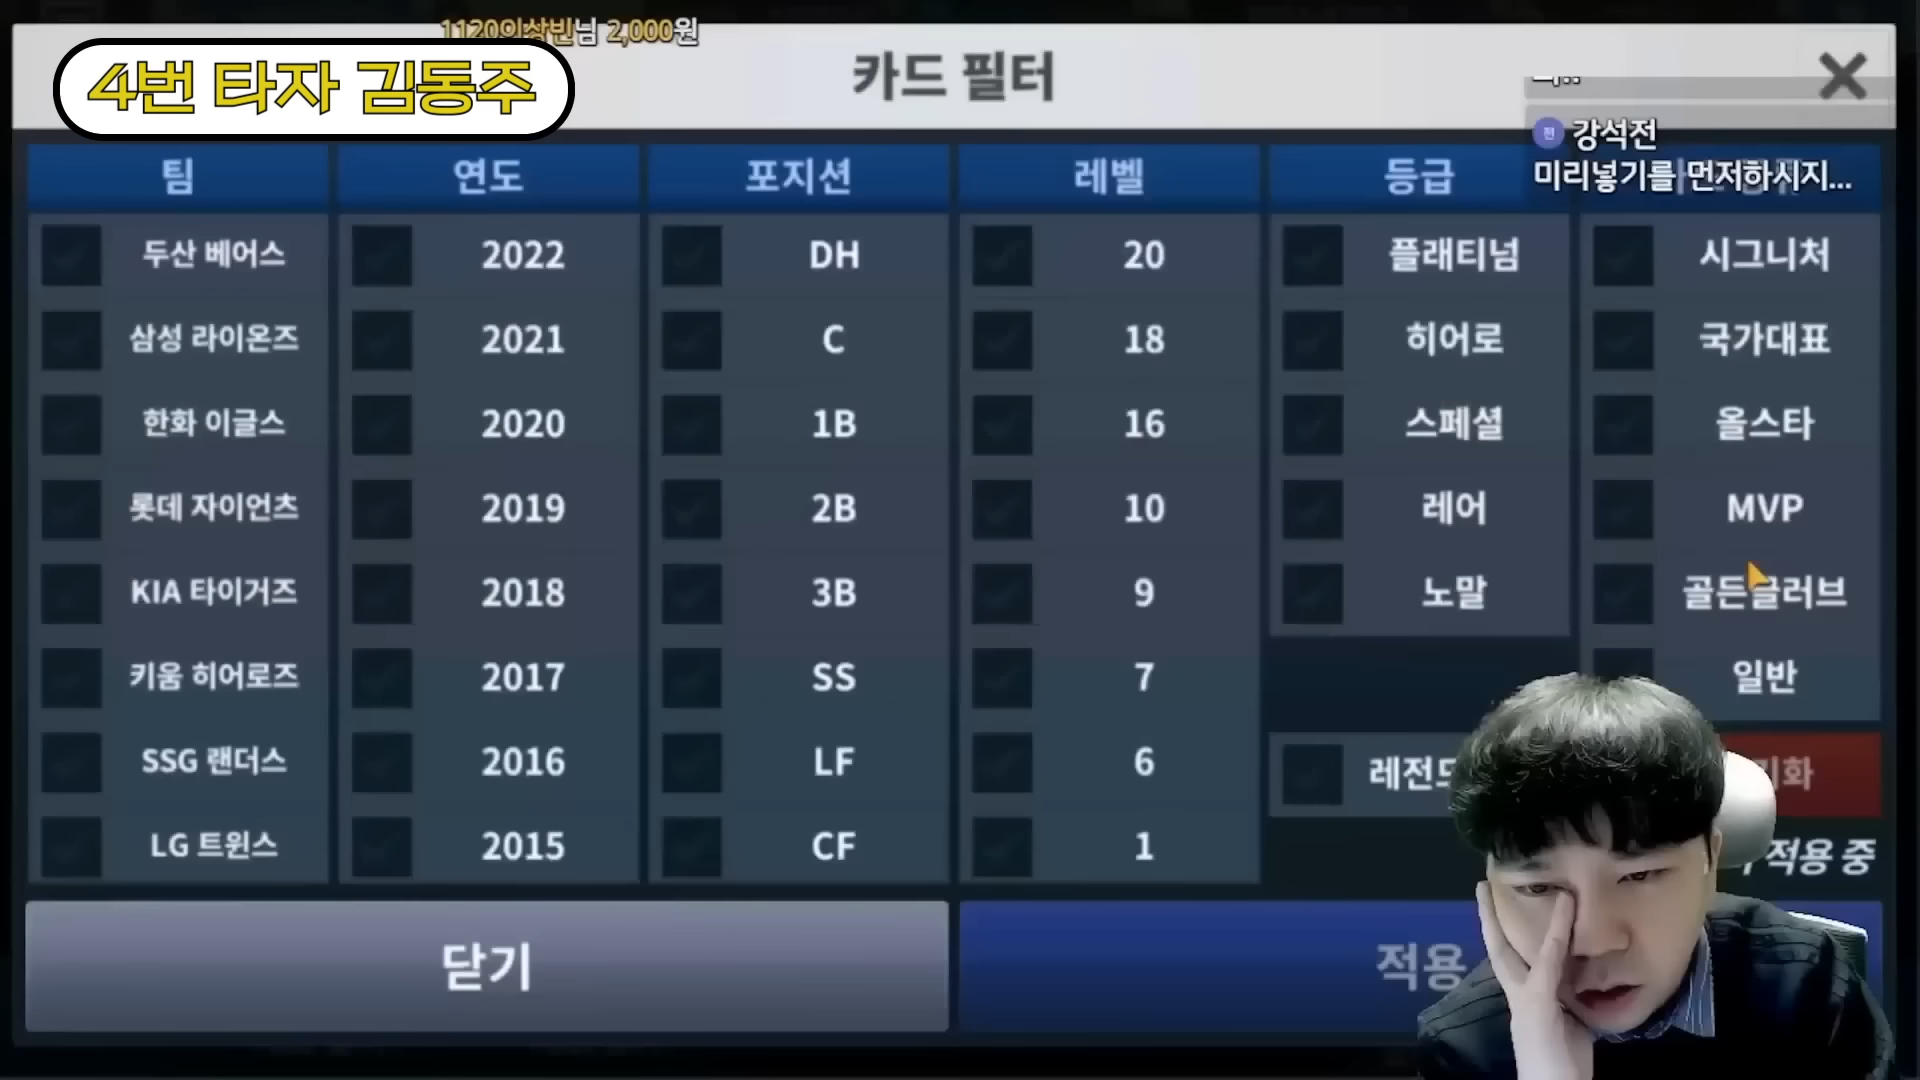 님 2,000원
4번 타자 김동주
카드 필터
강석전
미리넣기를 먼저하시지...
팀 연도 포지션 레벨 등급
두산 베어스 2022 DH 20 플래티넘 시그니처
삼성 라이온즈 2021 C 18 히어로 국가대표
한화 이글스 2020 1B 16 스페셜 올스타
롯데 자이언츠 2019 2B 10 레어 MVP
KIA 타이거즈 2018 3B 9 노말 골든글러브
키움 히어로즈 2017 SS 7 일반
SSG 랜더스 2016 LF 6
LG 트윈스 2015 CF 1
적용 중
닫기 적용